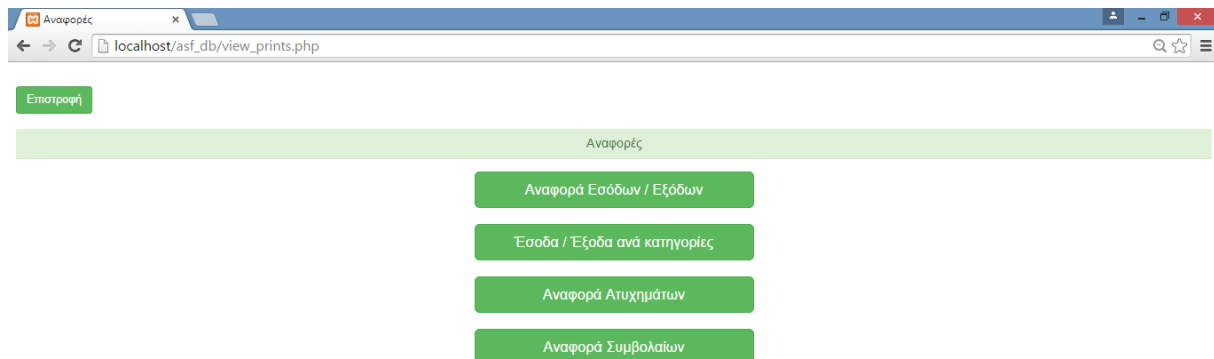 Αναφορές
localhost/asf_db/view_prints.php
Επιστροφή
Αναφορές
Αναφορά Εσόδων / Εξόδων
Έσοδα / Έξοδα ανά κατηγορίες
Αναφορά Ατυχημάτων
Αναφορά Συμβολαίων